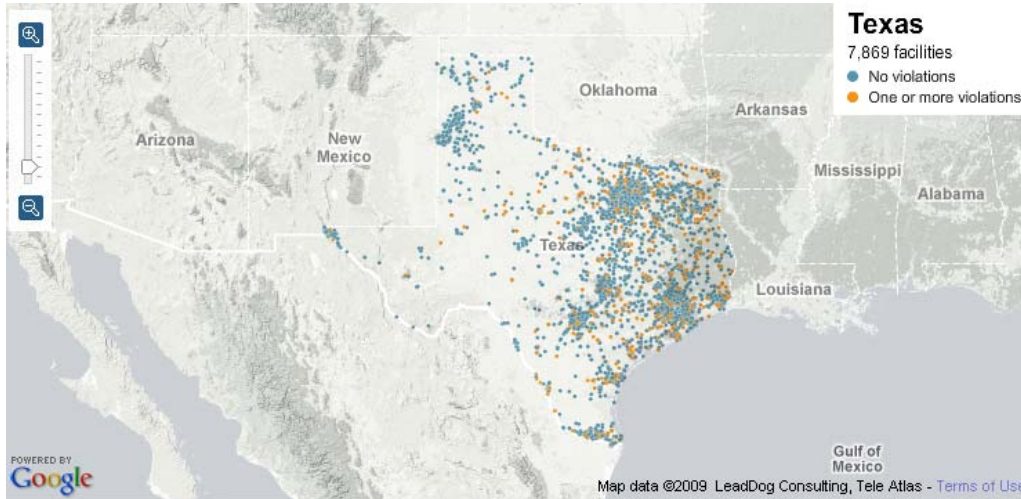 Texas
7,869 facilities
No violations
One or more violations
Oklahoma
Arkansas
Arizona
New
Mexico
Mississippi
Alabama
Texas
Louisiana
Gulf of
Mexico
POWERED BY
Google
Map data ©2009 LeadDog Consulting, Tele Atlas - Terms of Use